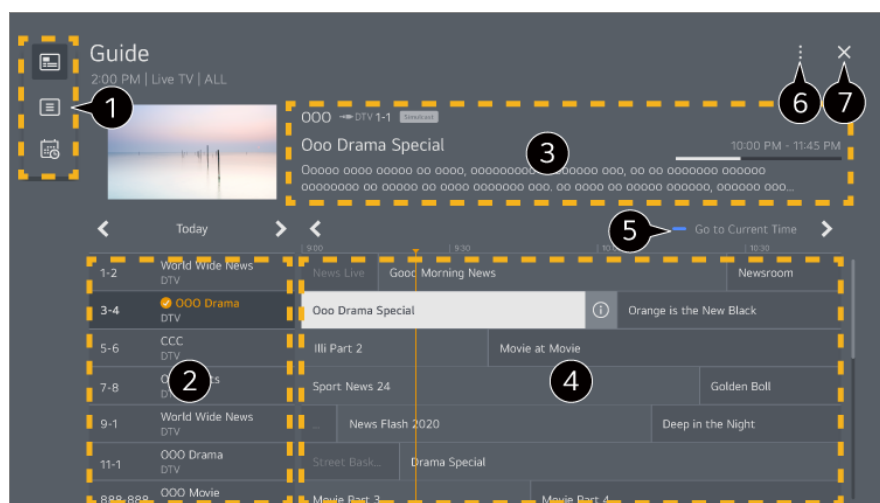 Guide
2:00 PM | Live TV | ALL
1
6
7
OOO DTV 1-1 Simulcast
Ooo Drama Special
3
10:00 PM - 11:45 PM
Ooooo oooo ooooo oo oooo, ooo, oo oo ooooooo oooooo
oooooooo oo ooooo oo oooo ooooooo ooo. oo oooo oo ooooo oooooo, oooooo ooo...
Today
5
Go to Current Time
9:00
9:30
10:30
1-2
World Wide News
DTV
News Live
Good Morning News
Newsroom
3-4
OOO Drama
DTV
Ooo Drama Special
Orange is the New Black
5-6
CCC
DTV
Illi Part 2
Movie at Movie
7-8
2
Sport News 24
4
Golden Boll
9-1
World Wide News
DTV
...
News Flash 2020
Deep in the Night
11-1
OOO Drama
DTV
Street Bask...
Drama Special
888-888
OOO Movie
Movie Part 3
Movie Part 4